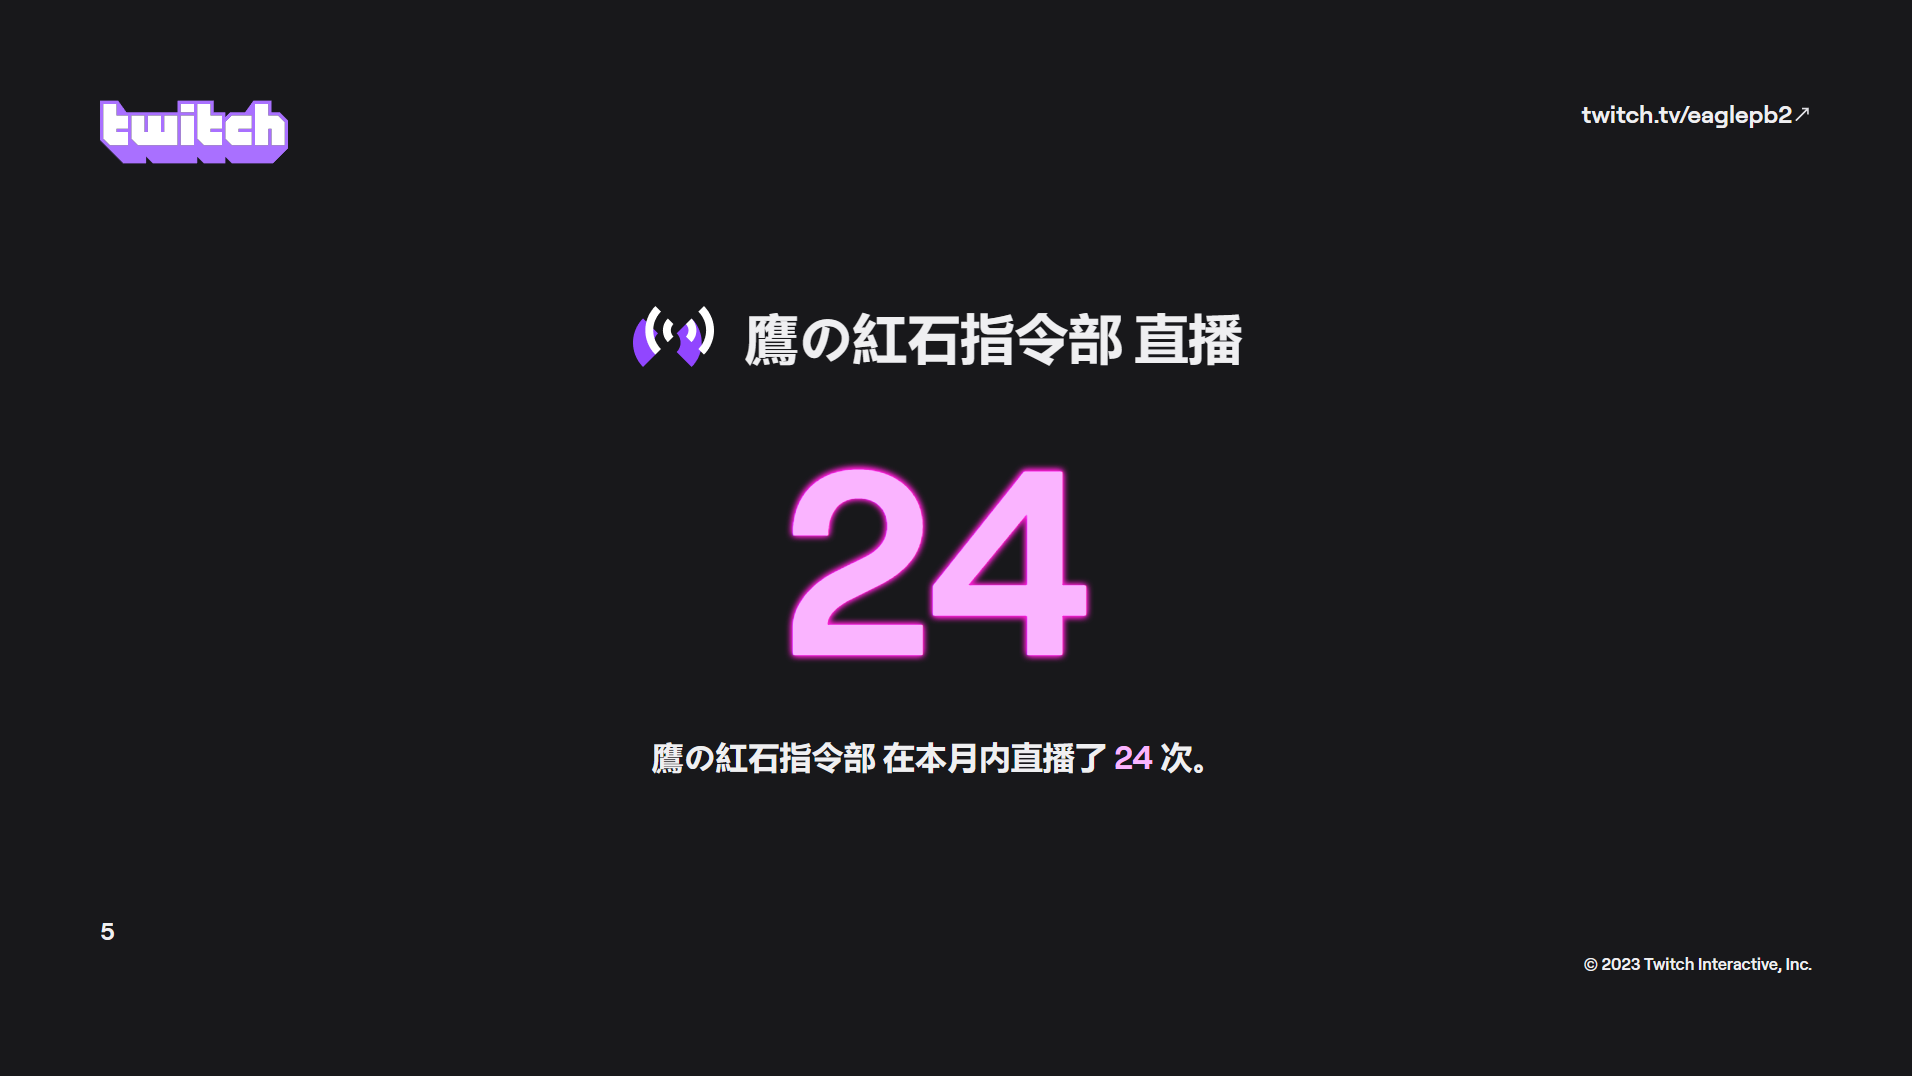 twitch
twitch.tv/eaglepb2↗
鷹の紅石指令部 直播
24
鷹の紅石指令部 在本月内直播了 24 次。
5
© 2023 Twitch Interactive, Inc.